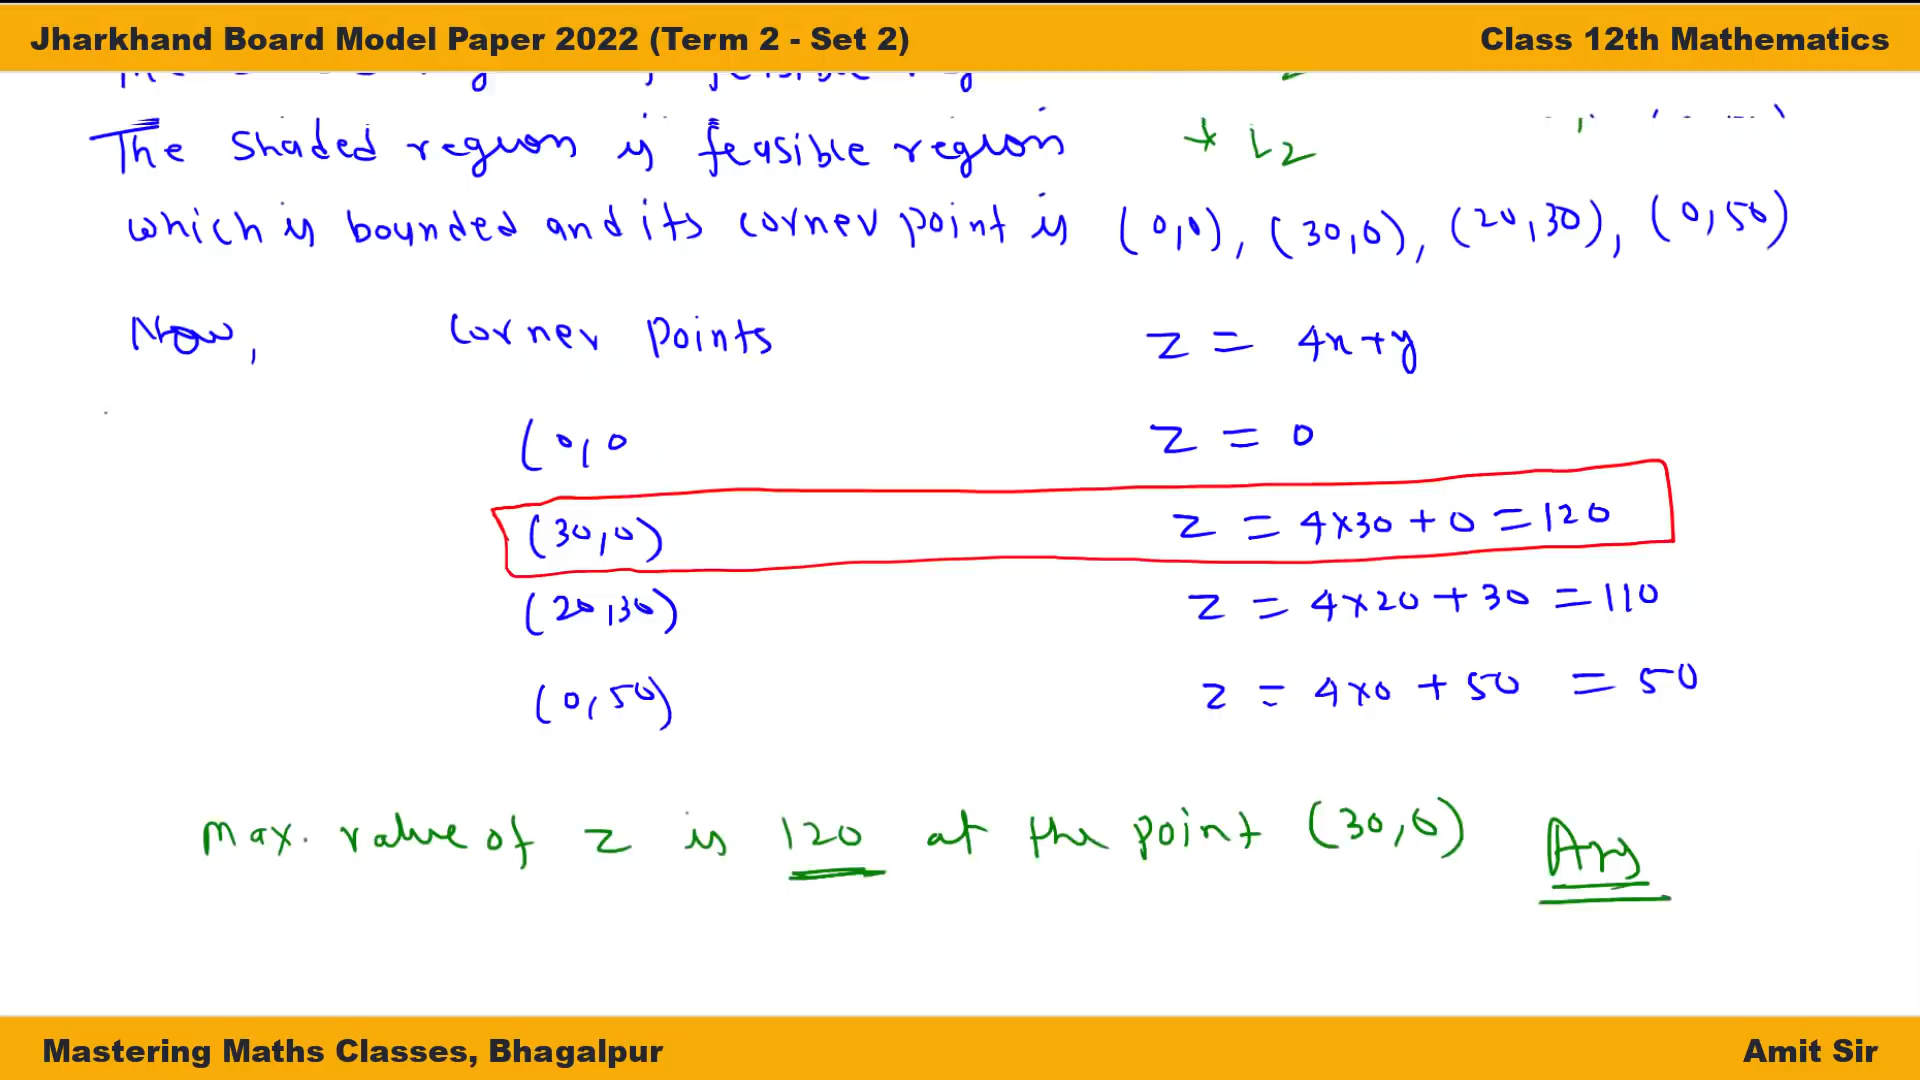 Jharkhand Board Model Paper 2022 (Term 2 - Set 2) Class 12th Mathematics
The shaded region is feasible region → L2
which is bounded and its corner point is (0,0), (30,0), (20,30), (0,50)
Now, Corner Points Z = 4x+y
(0,0 Z = 0
(30,0) Z = 4×30 + 0 = 120
(20,30) Z = 4×20 + 30 = 110
(0,50) Z = 4×0 + 50 = 50
Max. value of Z is 120 at the point (30,0) Ans
Mastering Maths Classes, Bhagalpur Amit Sir